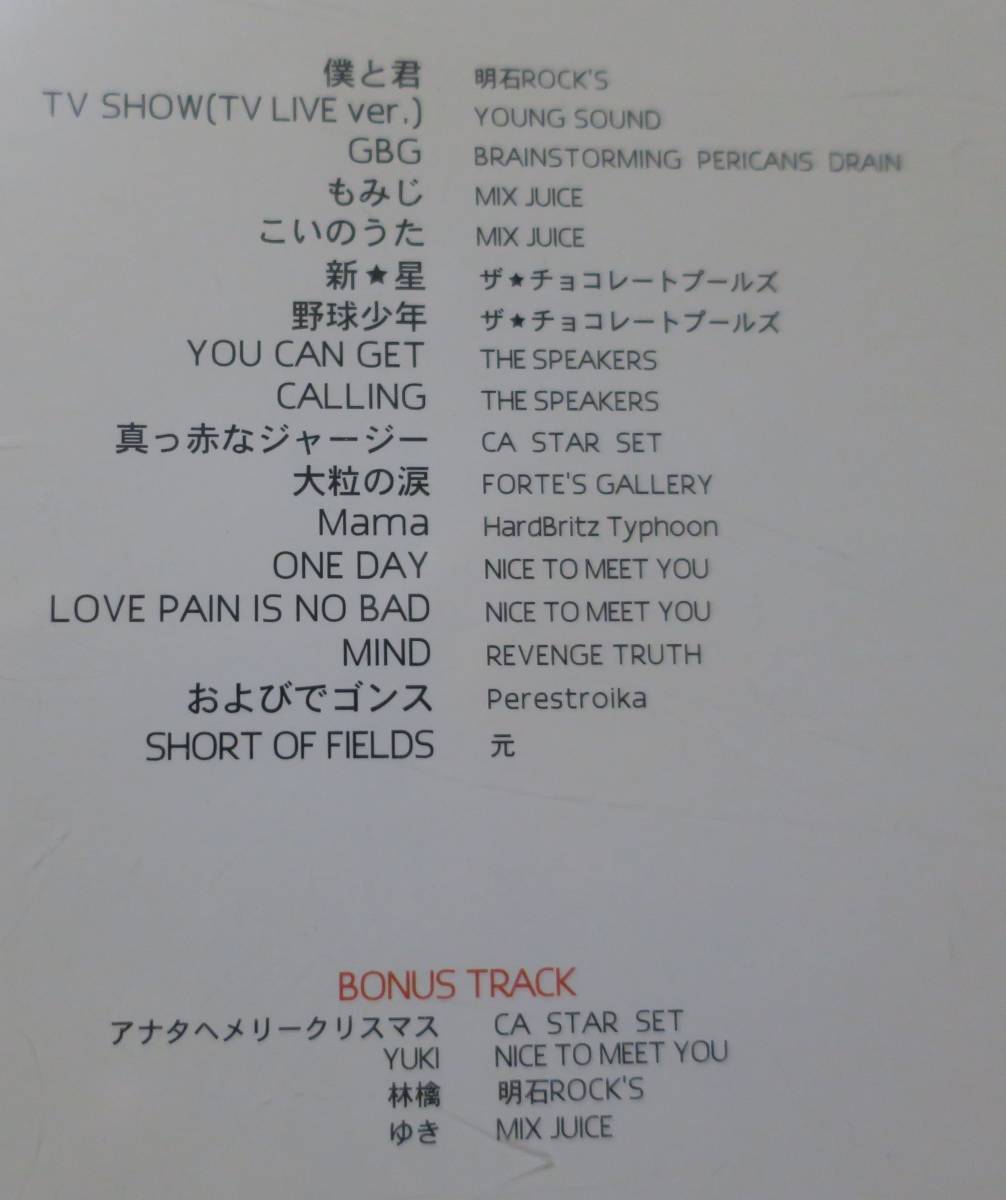 僕と君 明石ROCK'S
TV SHOW(TV LIVE ver.) YOUNG SOUND
GBG BRAINSTORMING PERICANS DRAIN
もみじ MIX JUICE
こいのうた MIX JUICE
新★星 ザ★チョコレートプールズ
野球少年 ザ★チョコレートプールズ
YOU CAN GET THE SPEAKERS
CALLING THE SPEAKERS
真っ赤なジャージー CA STAR SET
大粒の涙 FORTE'S GALLERY
Mama HardBritz Typhoon
ONE DAY NICE TO MEET YOU
LOVE PAIN IS NO BAD NICE TO MEET YOU
MIND REVENGE TRUTH
およびでゴンス Perestroika
SHORT OF FIELDS 元
BONUS TRACK
アナタへメリークリスマス CA STAR SET
YUKI NICE TO MEET YOU
林檎 明石ROCK'S
ゆき MIX JUICE